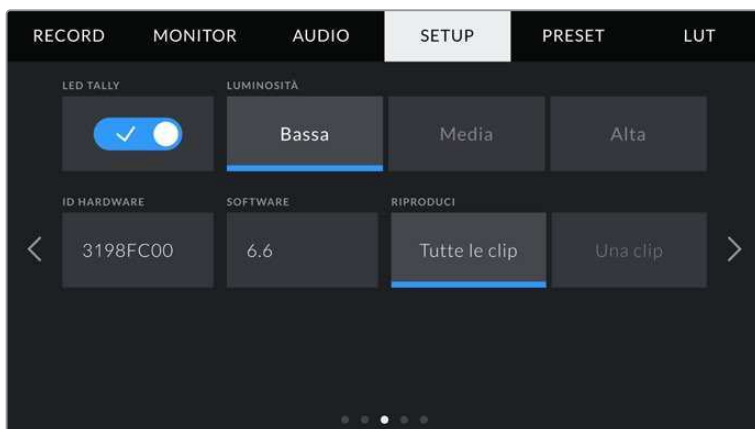 RECORD MONITOR AUDIO SETUP PRESET LUT
LED TALLY LUMINOSITÀ
Bassa Media Alta
ID HARDWARE SOFTWARE RIPRODUCI
3198FC00 6.6 Tutte le clip Una clip